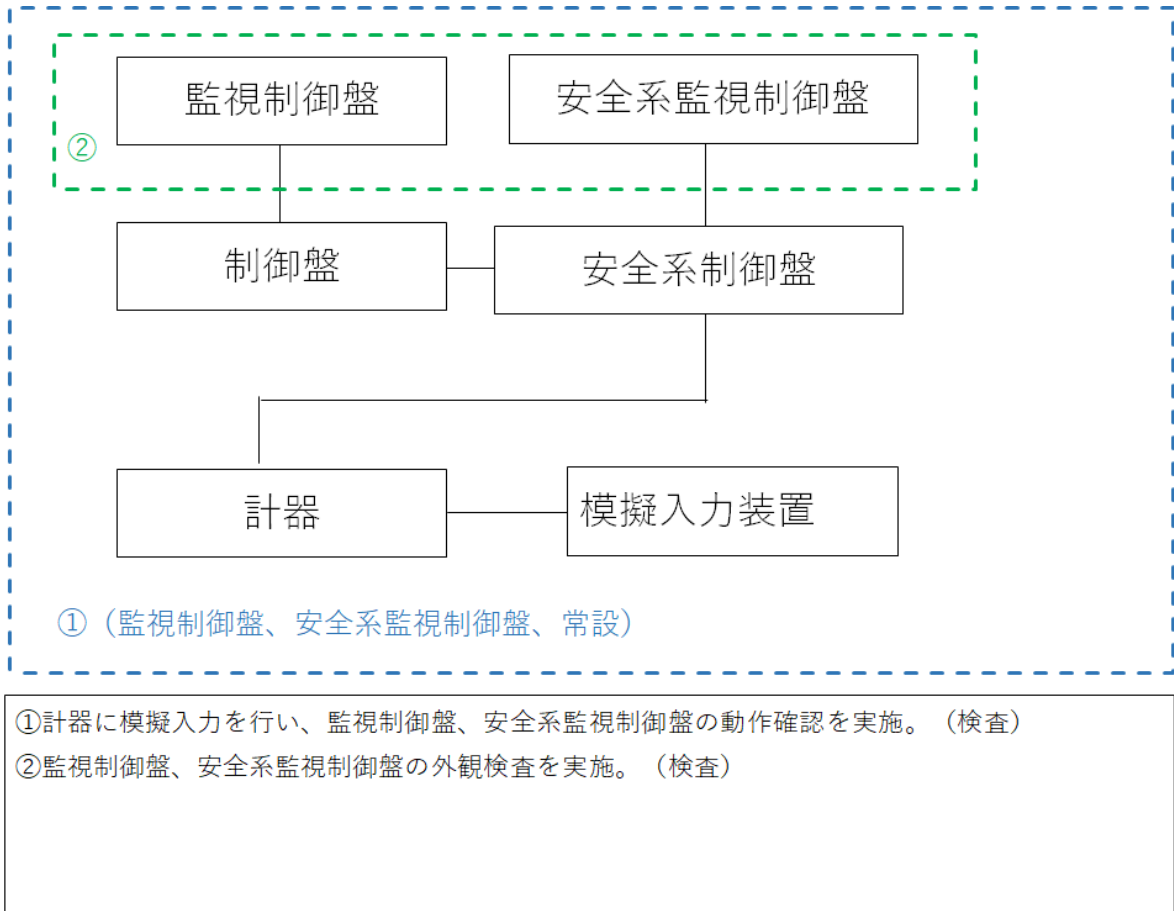 監視制御盤
安全系監視制御盤
②
制御盤
安全系制御盤
計器
模擬入力装置
①（監視制御盤、安全系監視制御盤、常設）
①計器に模擬入力を行い、監視制御盤、安全系監視制御盤の動作確認を実施。（検査）
②監視制御盤、安全系監視制御盤の外観検査を実施。（検査）